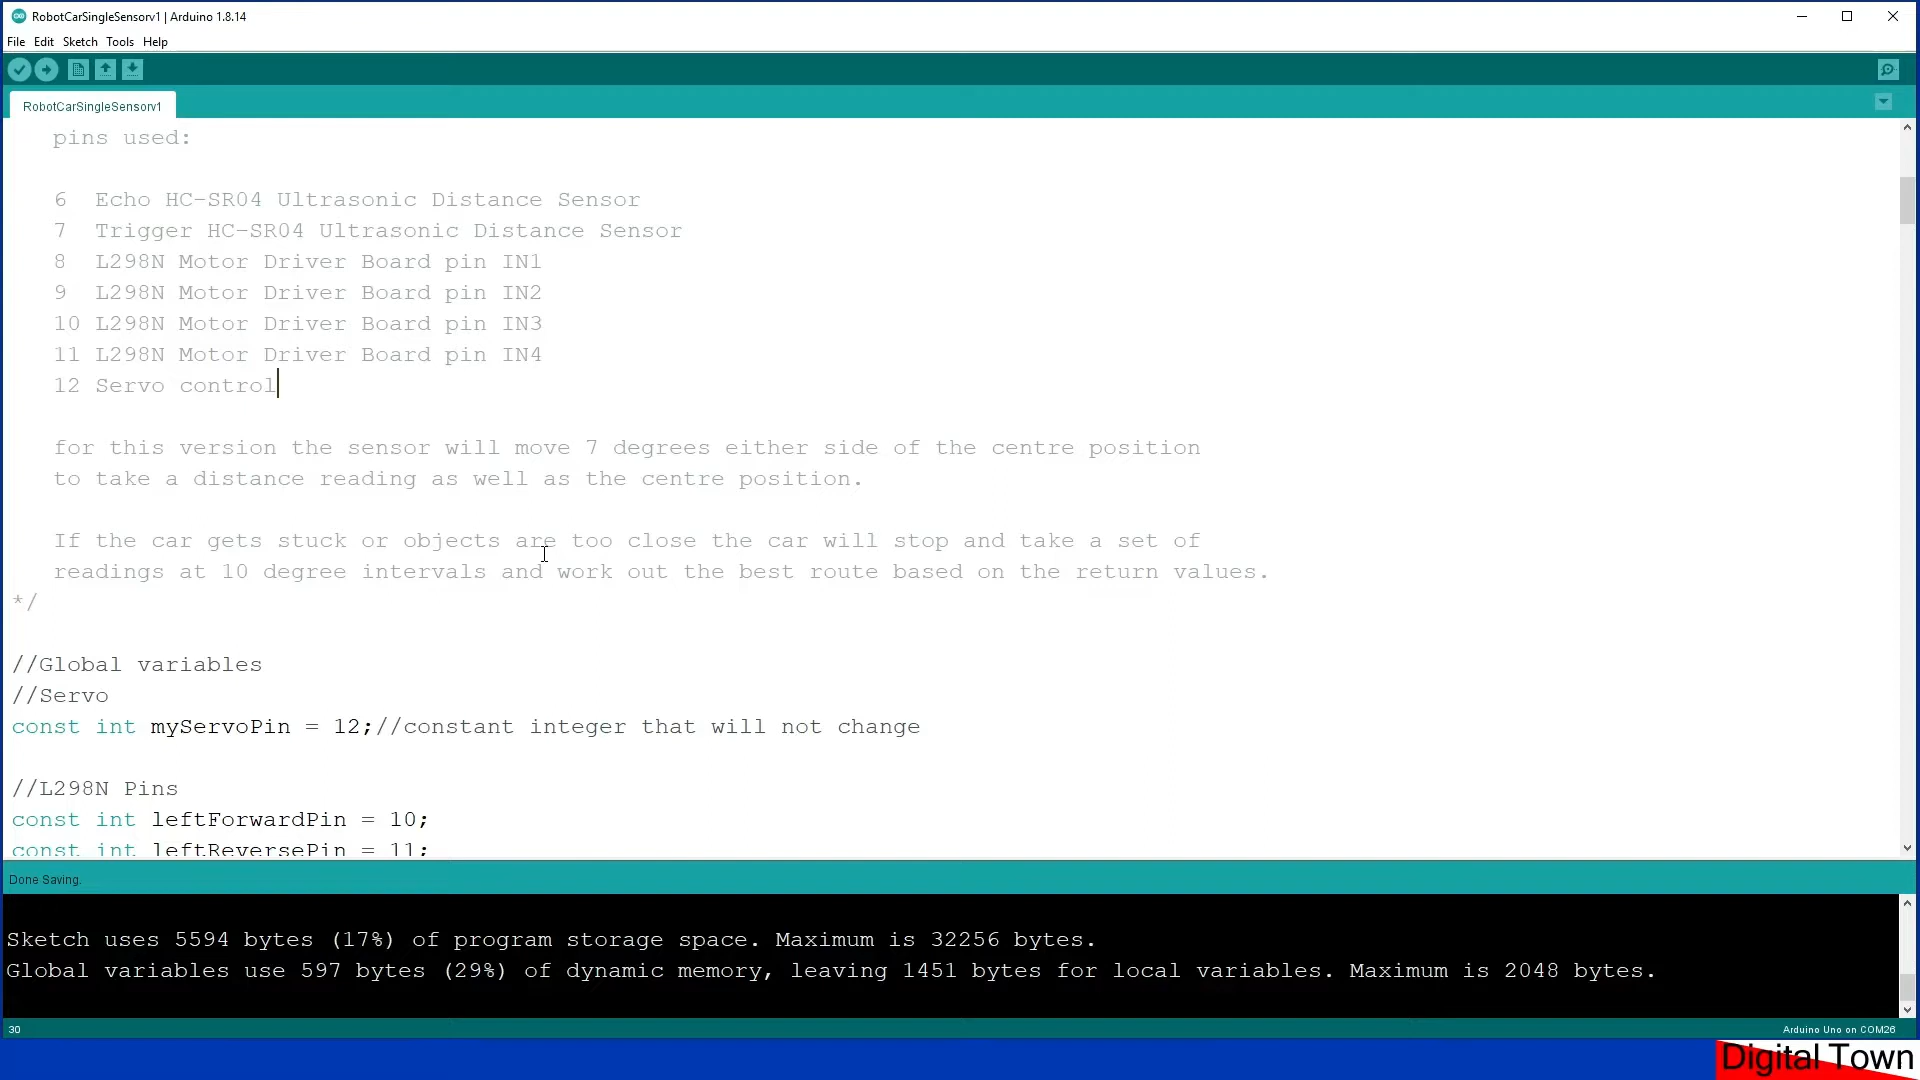 RobotCarSingleSensorv1 | Arduino 1.8.14
File Edit Sketch Tools Help
RobotCarSingleSensorv1
pins used:
6 Echo HC-SR04 Ultrasonic Distance Sensor
7 Trigger HC-SR04 Ultrasonic Distance Sensor
8 L298N Motor Driver Board pin IN1
9 L298N Motor Driver Board pin IN2
10 L298N Motor Driver Board pin IN3
11 L298N Motor Driver Board pin IN4
12 Servo control
for this version the sensor will move 7 degrees either side of the centre position
to take a distance reading as well as the centre position.
If the car gets stuck or objects are too close the car will stop and take a set of
readings at 10 degree intervals and work out the best route based on the return values.
*/
//Global variables
//Servo
const int myServoPin = 12;//constant integer that will not change
//L298N Pins
const int leftForwardPin = 10;
const int leftReversePin = 11;
Done Saving.
Sketch uses 5594 bytes (17%) of program storage space. Maximum is 32256 bytes.
Global variables use 597 bytes (29%) of dynamic memory, leaving 1451 bytes for local variables. Maximum is 2048 bytes.
30
Arduino Uno on COM26
Digital Town